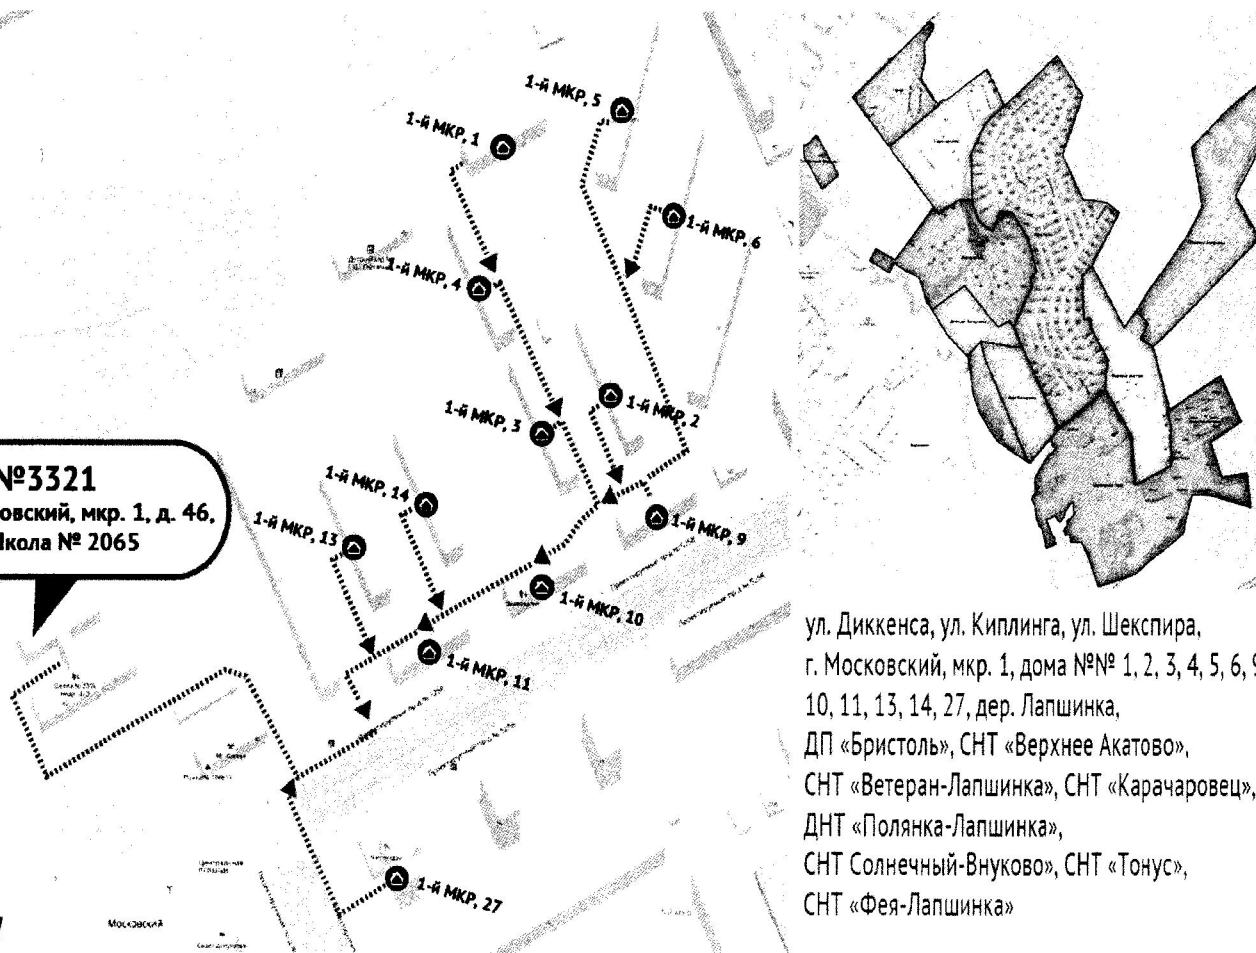 1-й МКР, 5
1-й МКР, 1
1-й МКР, 6
1-й МКР, 4
1-й МКР, 2
1-й МКР, 3
1-й МКР, 14
1-й МКР, 13
1-й МКР, 9
1-й МКР, 10
1-й МКР, 11
1-й МКР, 27
№3321
овский, мкр. 1, д. 46,
кола № 2065
Центральная
площадь
Московский
ул. Диккенса, ул. Киплинга, ул. Шекспира,
г. Московский, мкр. 1, дома №№ 1, 2, 3, 4, 5, 6, 9
10, 11, 13, 14, 27, дер. Лапшинка,
ДП «Бристоль», СНТ «Верхнее Акатово»,
СНТ «Ветеран-Лапшинка», СНТ «Карачаровец»,
ДНТ «Полянка-Лапшинка»,
СНТ Солнечный-Внуково», СНТ «Тонус»,
СНТ «Фея-Лапшинка»